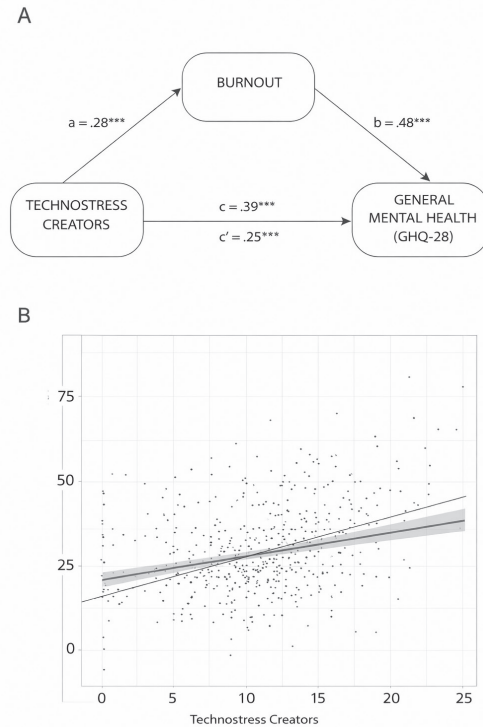 A
BURNOUT
a = .28***
b = .48***
TECHNOSTRESS
CREATORS
c = .39***
c' = .25***
GENERAL
MENTAL HEALTH
(GHQ-28)
B
75
50
25
0
0
5
10
15
20
25
Technostress Creators